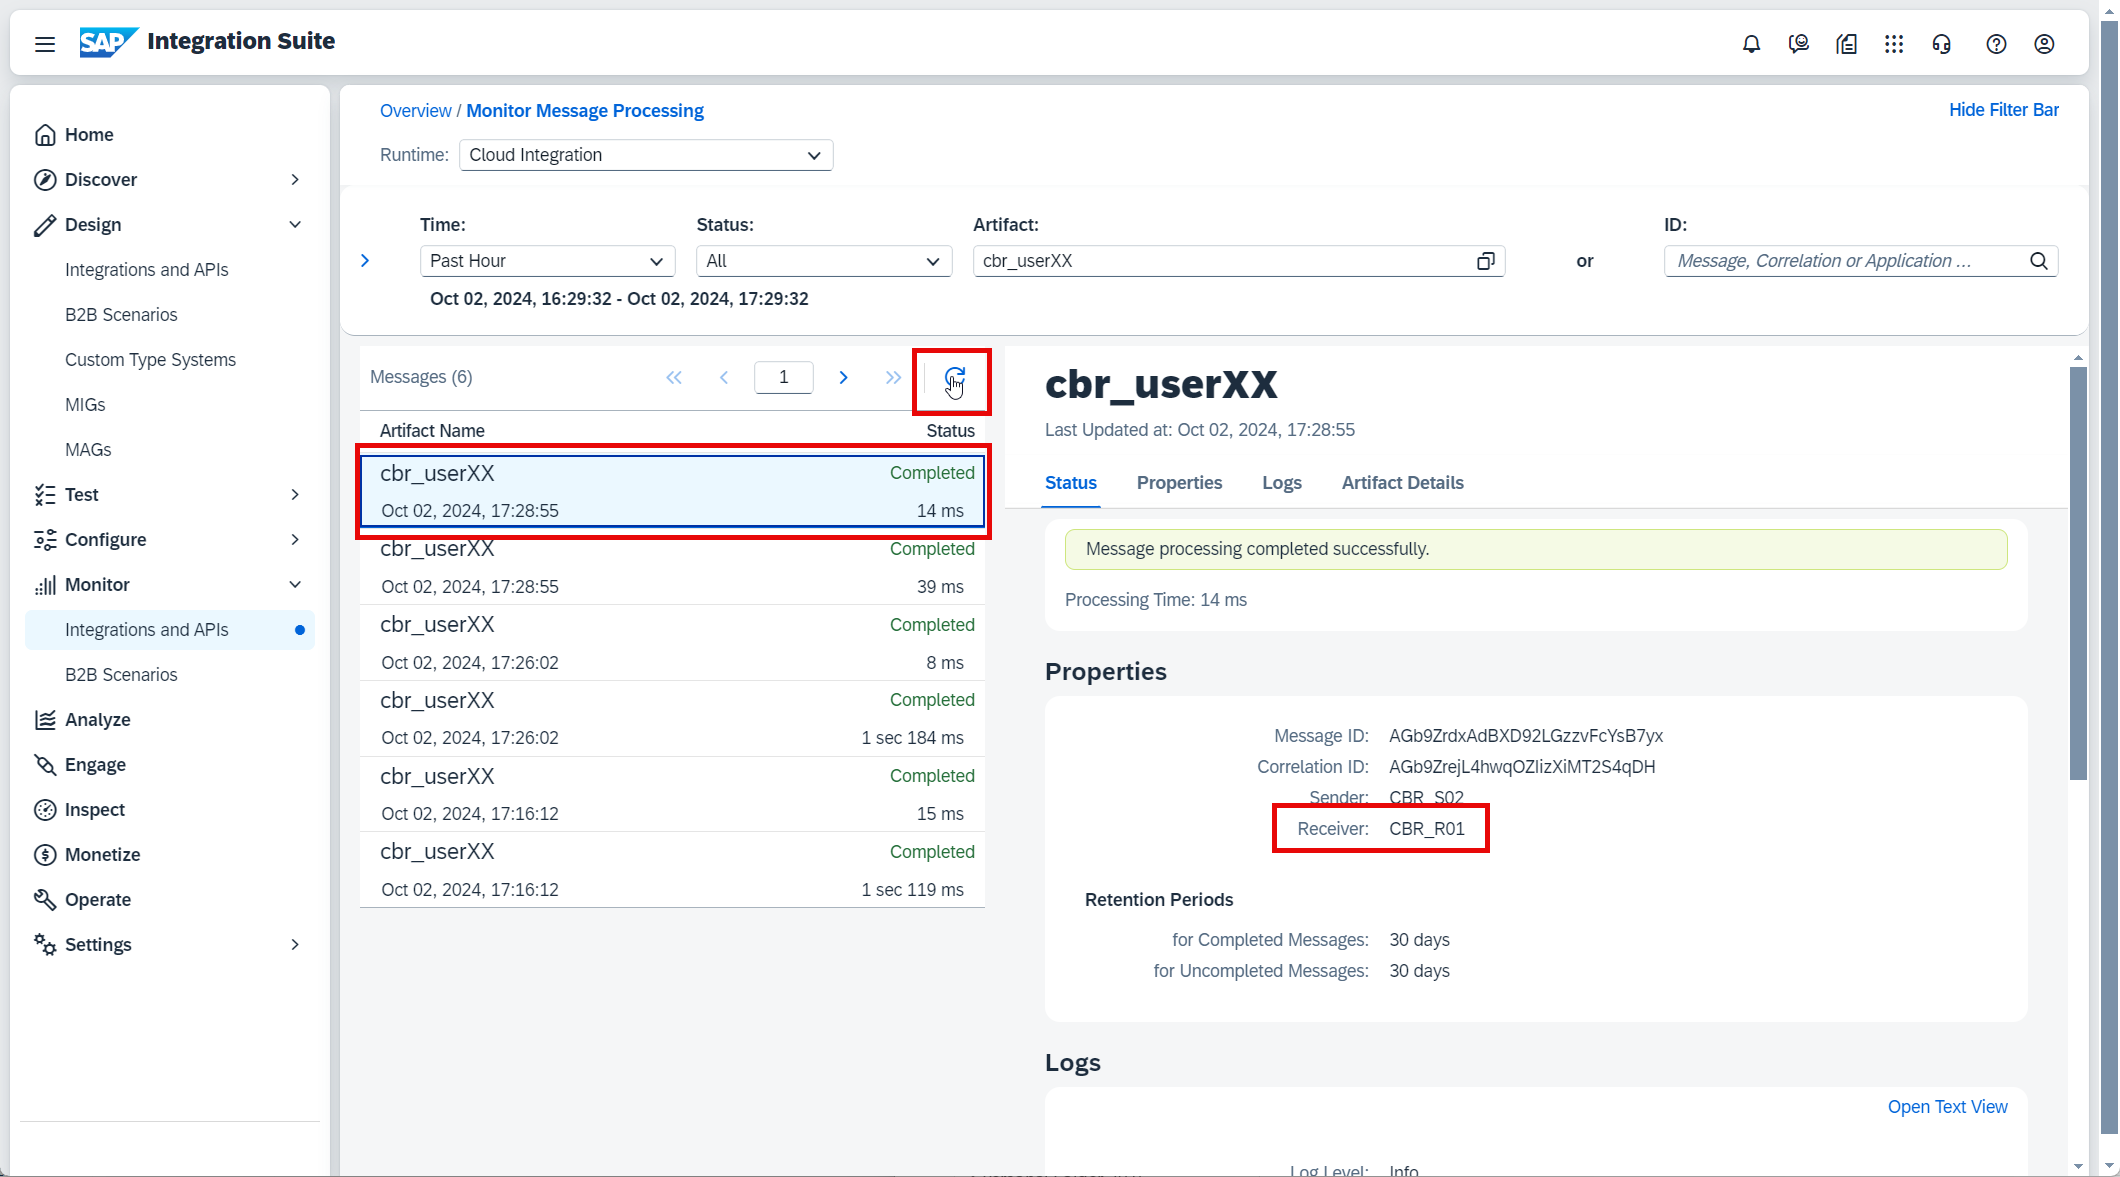 SAP Integration Suite
Home
Discover
Design
Integrations and APIs
B2B Scenarios
Custom Type Systems
MIGs
MAGs
Test
Configure
Monitor
Integrations and APIs
B2B Scenarios
Analyze
Engage
Inspect
Monetize
Operate
Settings
Overview / Monitor Message Processing
Hide Filter Bar
Runtime: Cloud Integration
Time: Status: Artifact: ID:
Past Hour All cbr_userXX or Message, Correlation or Application ...
Oct 02, 2024, 16:29:32 - Oct 02, 2024, 17:29:32
Messages (6) 1
Artifact Name Status
cbr_userXX Completed
Oct 02, 2024, 17:28:55 14 ms
cbr_userXX Completed
Oct 02, 2024, 17:28:55 39 ms
cbr_userXX Completed
Oct 02, 2024, 17:26:02 8 ms
cbr_userXX Completed
Oct 02, 2024, 17:26:02 1 sec 184 ms
cbr_userXX Completed
Oct 02, 2024, 17:16:12 15 ms
cbr_userXX Completed
Oct 02, 2024, 17:16:12 1 sec 119 ms
cbr_userXX
Last Updated at: Oct 02, 2024, 17:28:55
Status Properties Logs Artifact Details
Message processing completed successfully.
Processing Time: 14 ms
Properties
Message ID: AGb9ZrdxAdBXD92LGzzvFcYsB7yx
Correlation ID: AGb9ZrejL4hwqOZlizXiMT2S4qDH
Sender: CBR_S02
Receiver: CBR_R01
Retention Periods
for Completed Messages: 30 days
for Uncompleted Messages: 30 days
Logs
Open Text View
Log Level: Info